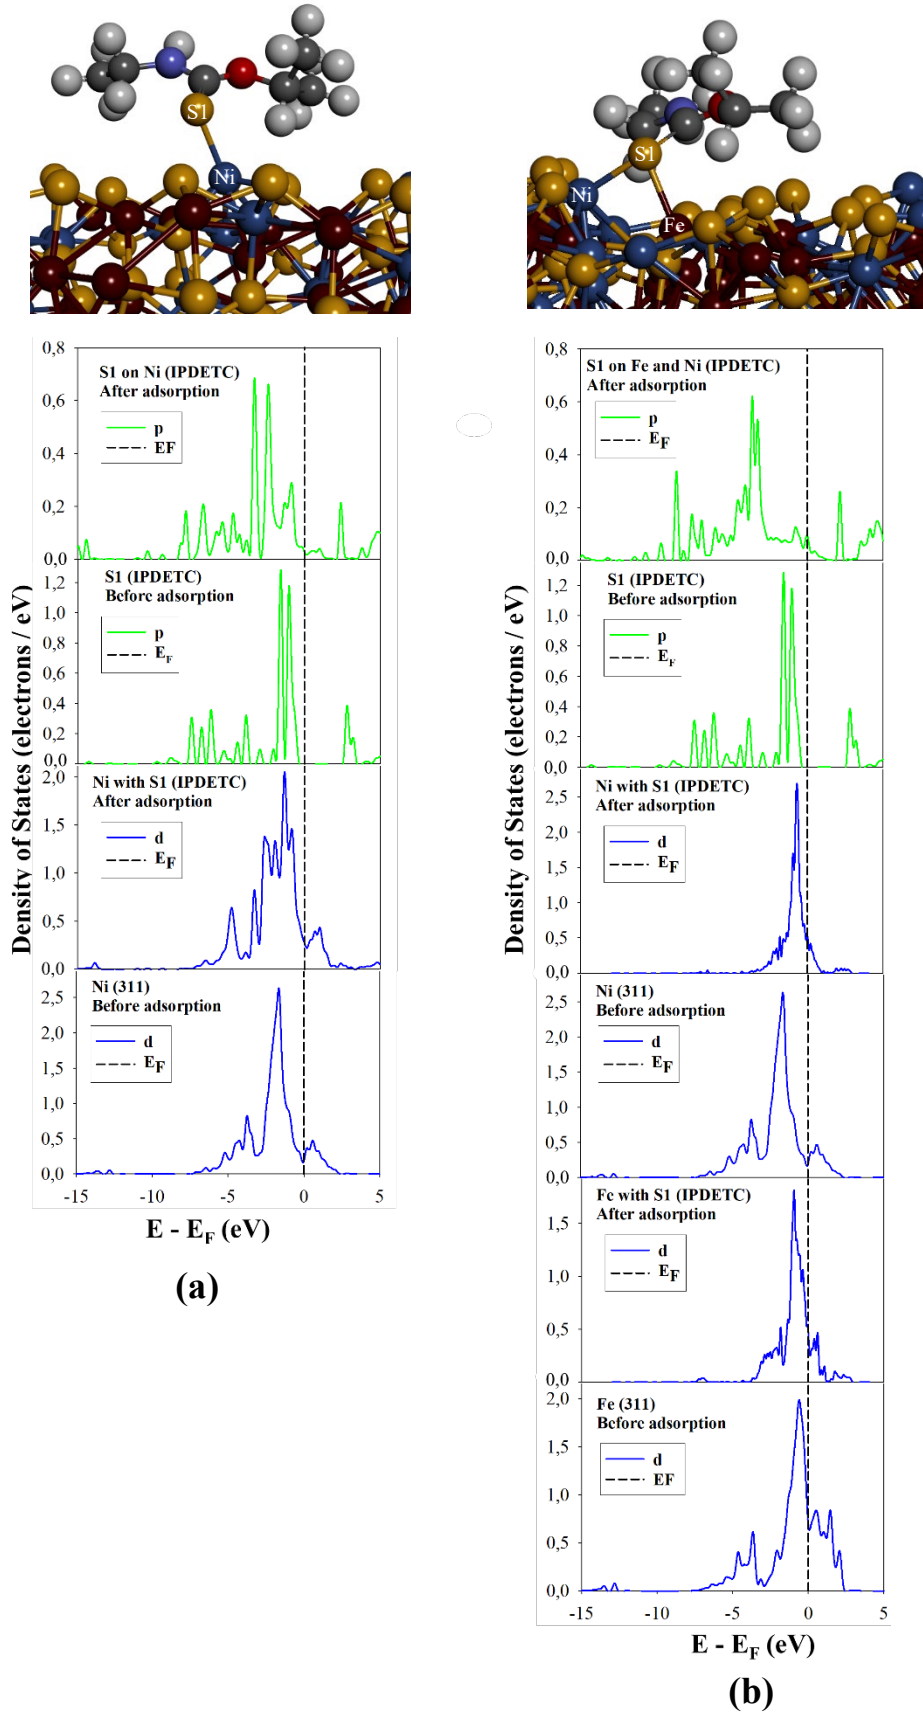 S1
Ni
S1
Ni
Fe
Density of States (electrons / eV)
0,8
0,6
0,4
0,2
0,0
S1 on Ni (IPDETC)
After adsorption
p
EF
1,2
1,0
0,8
0,6
0,4
0,2
0,0
S1 (IPDETC)
Before adsorption
p
EF
2,0
1,5
1,0
0,5
0,0
Ni with S1 (IPDETC)
After adsorption
d
EF
2,5
2,0
1,5
1,0
0,5
0,0
Ni (311)
Before adsorption
d
EF
-15 -10 -5 0 5
E - EF (eV)
(a)
Density of States (electrons / eV)
0,8
0,6
0,4
0,2
0,0
S1 on Fe and Ni (IPDETC)
After adsorption
p
EF
1,2
1,0
0,8
0,6
0,4
0,2
0,0
S1 (IPDETC)
Before adsorption
p
EF
2,5
2,0
1,5
1,0
0,5
0,0
Ni with S1 (IPDETC)
After adsorption
d
EF
2,5
2,0
1,5
1,0
0,5
0,0
Ni (311)
Before adsorption
d
EF
1,5
1,0
0,5
0,0
Fe with S1 (IPDETC)
After adsorption
d
EF
2,0
1,5
1,0
0,5
0,0
Fe (311)
Before adsorption
d
EF
-15 -10 -5 0 5
E - EF (eV)
(b)